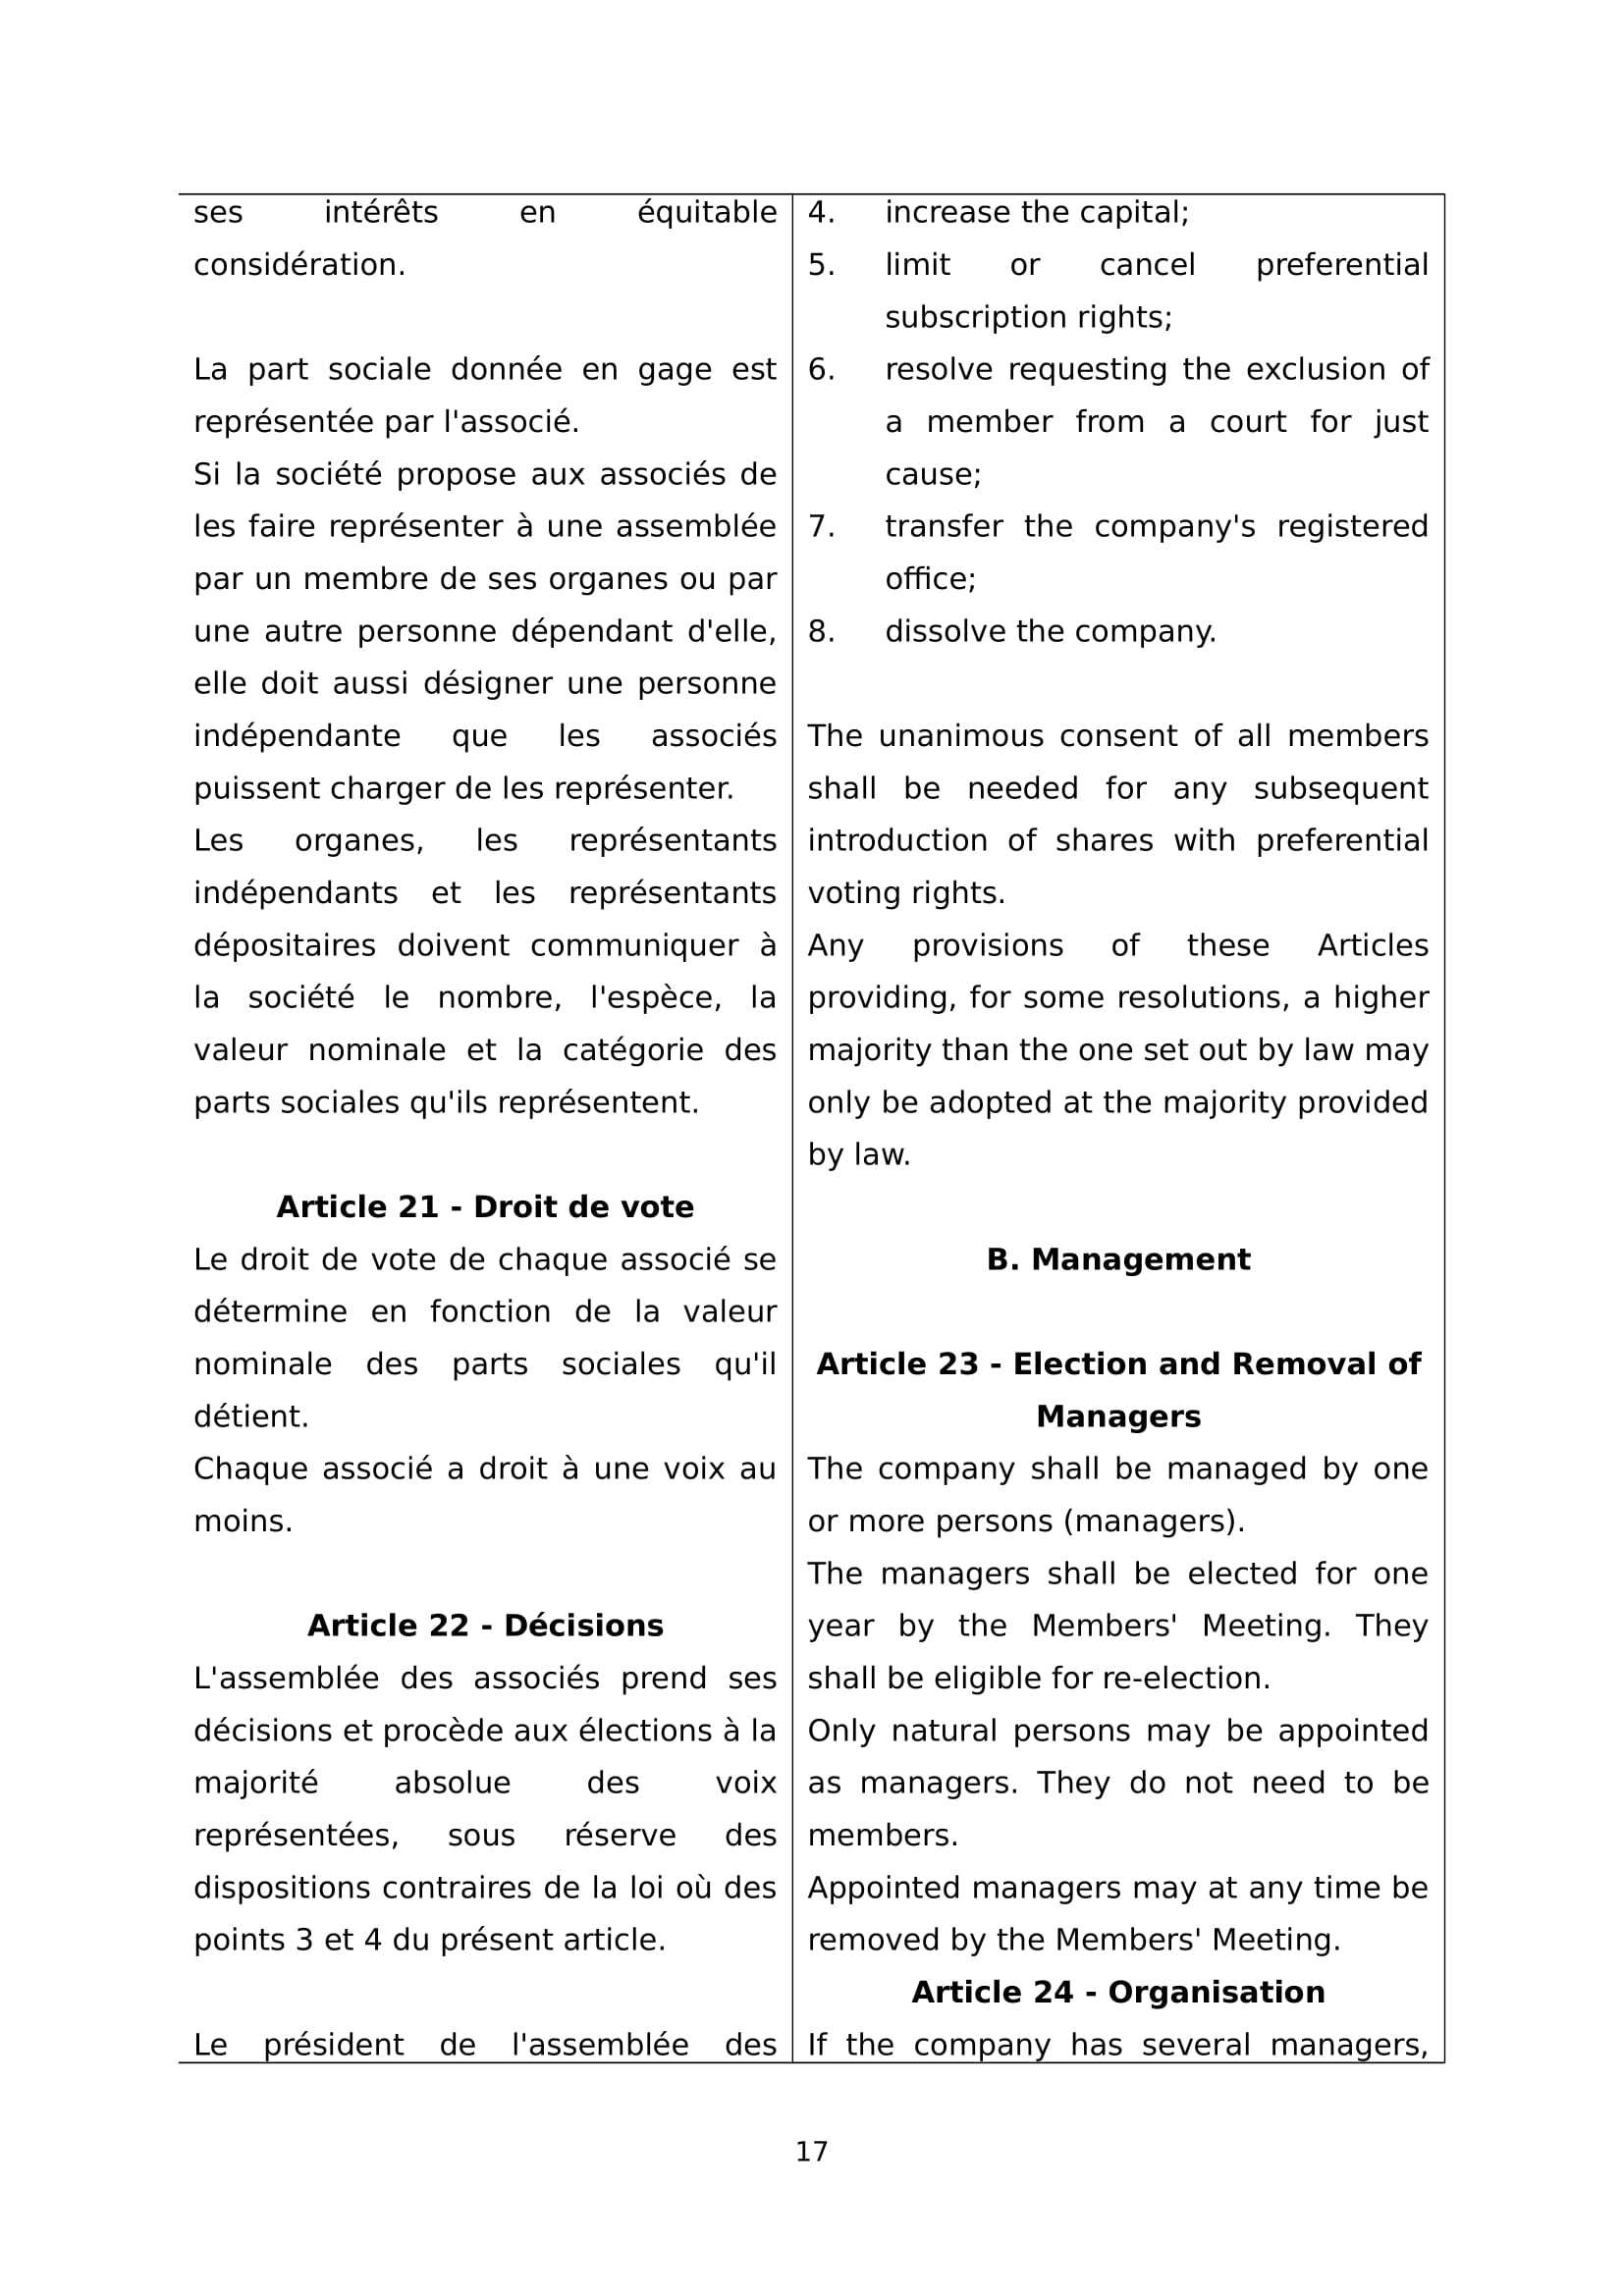 ses intérêts en équitable
considération.
La part sociale donnée en gage est
représentée par l'associé.
Si la société propose aux associés de
les faire représenter à une assemblée
par un membre de ses organes ou par
une autre personne dépendant d'elle,
elle doit aussi désigner une personne
indépendante que les associés
puissent charger de les représenter.
Les organes, les représentants
indépendants et les représentants
dépositaires doivent communiquer à
la société le nombre, l'espèce, la
valeur nominale et la catégorie des
parts sociales qu'ils représentent.
Article 21 - Droit de vote
Le droit de vote de chaque associé se
détermine en fonction de la valeur
nominale des parts sociales qu'il
détient.
Chaque associé a droit à une voix au
moins.
Article 22 - Décisions
L'assemblée des associés prend ses
décisions et procède aux élections à la
majorité absolue des voix
représentées, sous réserve des
dispositions contraires de la loi où des
points 3 et 4 du présent article.
Le président de l'assemblée des
4. increase the capital;
5. limit or cancel preferential
subscription rights;
6. resolve requesting the exclusion of
a member from a court for just
cause;
7. transfer the company's registered
office;
8. dissolve the company.
The unanimous consent of all members
shall be needed for any subsequent
introduction of shares with preferential
voting rights.
Any provisions of these Articles
providing, for some resolutions, a higher
majority than the one set out by law may
only be adopted at the majority provided
by law.
B. Management
Article 23 - Election and Removal of
Managers
The company shall be managed by one
or more persons (managers).
The managers shall be elected for one
year by the Members' Meeting. They
shall be eligible for re-election.
Only natural persons may be appointed
as managers. They do not need to be
members.
Appointed managers may at any time be
removed by the Members' Meeting.
Article 24 - Organisation
If the company has several managers,
17